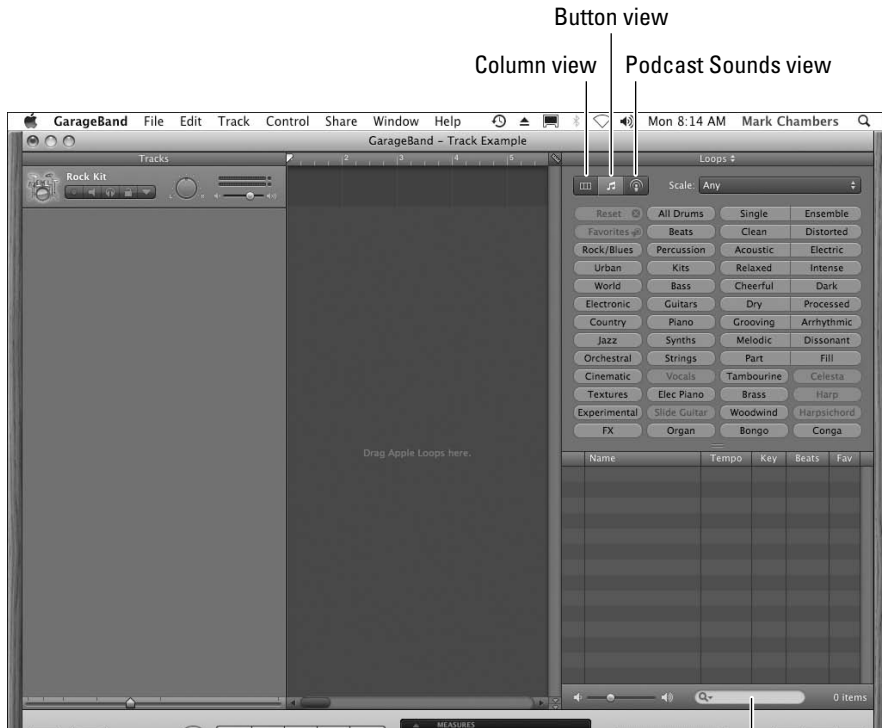 Button view
Column view
Podcast Sounds view
GarageBand File Edit Track Control Share Window Help Mon 8:14 AM Mark Chambers
GarageBand – Track Example
Tracks
2 3 4 5
Loops
Rock Kit
Scale: Any
Reset All Drums Single Ensemble
Favorites Beats Clean Distorted
Rock/Blues Percussion Acoustic Electric
Urban Kits Relaxed Intense
World Bass Cheerful Dark
Electronic Guitars Dry Processed
Country Piano Grooving Arrhythmic
Jazz Synths Melodic Dissonant
Orchestral Strings Part Fill
Cinematic Vocals Tambourine Celesta
Textures Elec Piano Brass Harp
Experimental Slide Guitar Woodwind Harpsichord
FX Organ Bongo Conga
Drag Apple Loops here.
Name Tempo Key Beats Fav
0 items
MEASURES